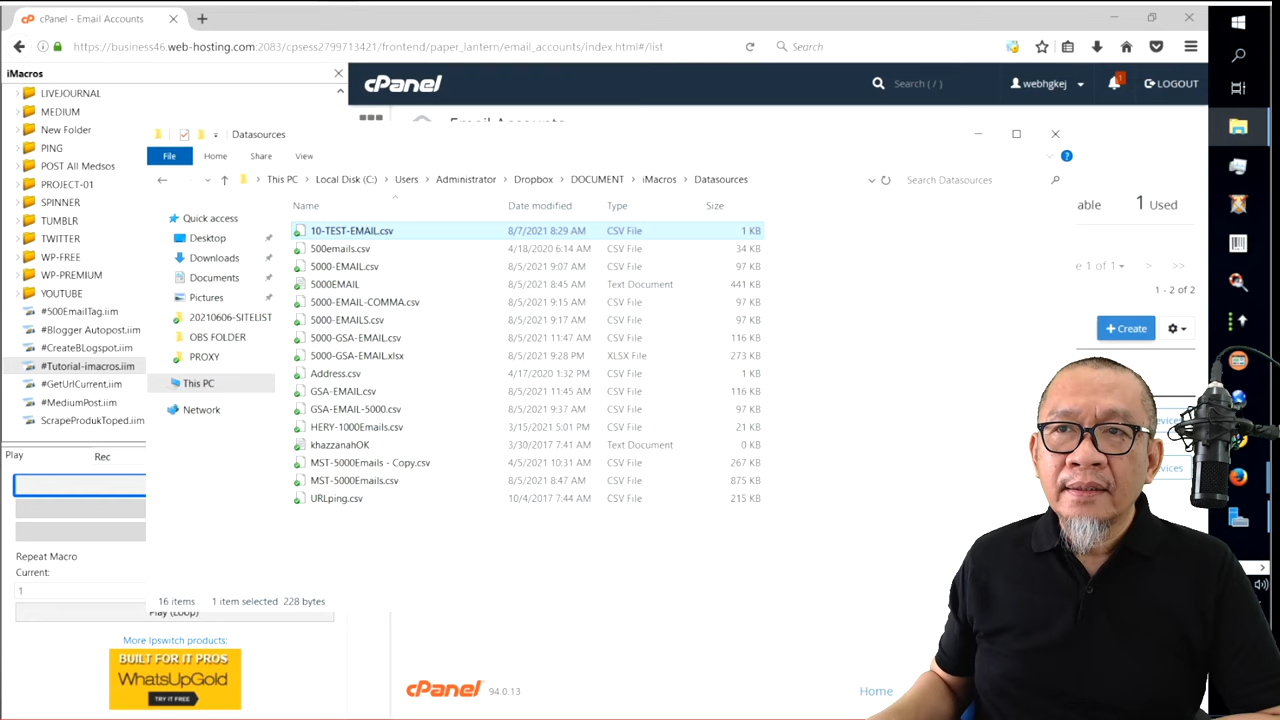 cPanel - Email Accounts
https://business46.web-hosting.com:2083/cpsess2799713421/frontend/paper_lantern/email_accounts/index.html#/list
Search
iMacros
LIVEJOURNAL
MEDIUM
New Folder
PING
POST All Medsos
PROJECT-01
SPINNER
TUMBLR
TWITTER
WP-FREE
WP-PREMIUM
YOUTUBE
#500EmailTag.iim
#Blogger Autopost.iim
#CreateBLogspot.iim
#Tutorial-imacros.iim
#GetUrlCurrent.iim
#MediumPost.iim
ScrapeProdukToped.iim
Play
Rec
Repeat Macro
Current:
1
Play (Loop)
More Ipswitch products:
BUILT FOR IT PROS
WhatsUpGold
TRY IT FREE
cPanel
Search ( / )
webhgkej
1
LOGOUT
Email Accounts
Datasources
File
Home
Share
View
This PC
Local Disk (C:)
Users
Administrator
Dropbox
DOCUMENT
iMacros
Datasources
Search Datasources
Quick access
Desktop
Downloads
Documents
Pictures
20210606-SITELIST
OBS FOLDER
PROXY
This PC
Network
Name Date modified Type Size
10-TEST-EMAIL.csv 8/7/2021 8:29 AM CSV File 1 KB
500emails.csv 4/18/2020 6:14 AM CSV File 34 KB
5000-EMAIL.csv 8/5/2021 9:07 AM CSV File 97 KB
5000EMAIL 8/5/2021 8:45 AM Text Document 441 KB
5000-EMAIL-COMMA.csv 8/5/2021 9:15 AM CSV File 97 KB
5000-EMAILS.csv 8/5/2021 9:17 AM CSV File 97 KB
5000-GSA-EMAIL.csv 8/5/2021 11:47 AM CSV File 116 KB
5000-GSA-EMAIL.xlsx 8/5/2021 9:28 PM XLSX File 273 KB
Address.csv 4/17/2020 1:32 PM CSV File 2 KB
GSA-EMAIL.csv 8/5/2021 11:45 AM CSV File 116 KB
GSA-EMAIL-5000.csv 8/5/2021 9:37 AM CSV File 97 KB
HERY-1000Emails.csv 3/15/2021 5:01 PM CSV File 21 KB
khazzanahOK 3/30/2017 7:41 AM Text Document 0 KB
MST-5000Emails - Copy.csv 4/5/2021 10:31 AM CSV File 267 KB
MST-5000Emails.csv 8/5/2021 8:47 AM CSV File 875 KB
URLping.csv 10/4/2017 7:44 AM CSV File 215 KB
16 items 1 item selected 228 bytes
able
1 Used
e 1 of 1
>
>>
1 - 2 of 2
+ Create
cPanel 94.0.13
Home